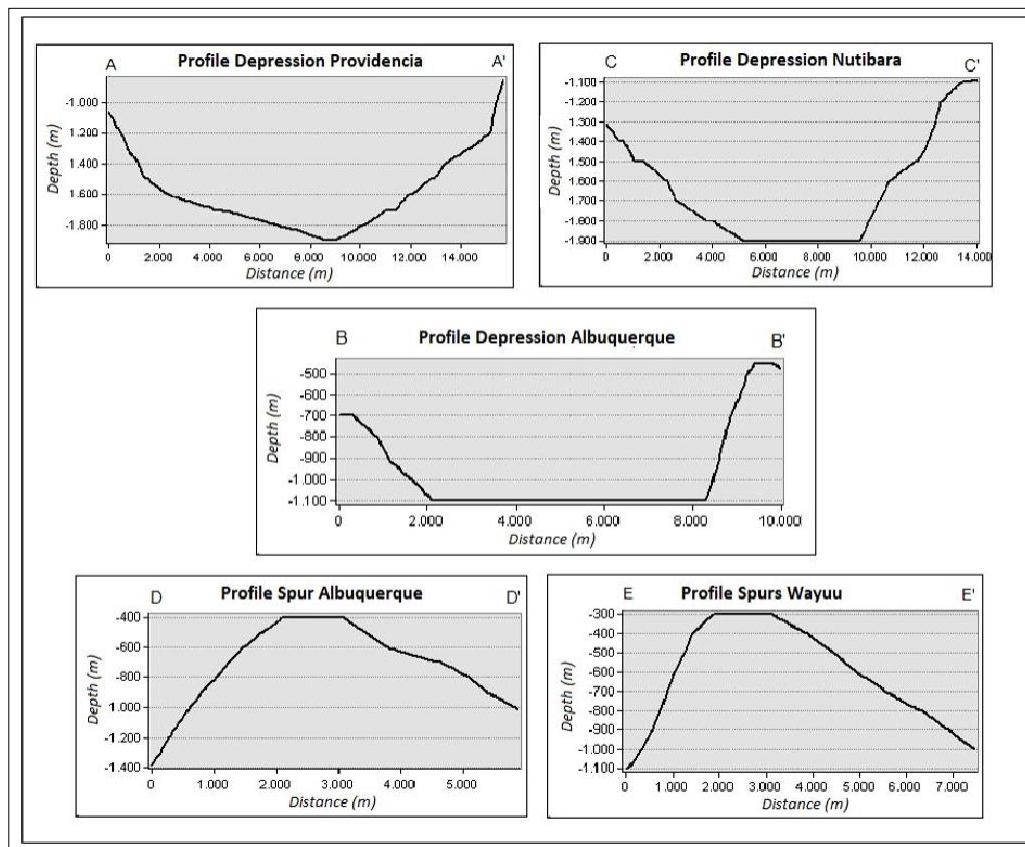 A Profile Depression Providencia A'
Depth (m)
-1.000
1.200
1.400
1.600
-1.800
0 2.000 4.000 6.000 8.000 10.000 12.000 14.000
Distance (m)
C Profile Depression Nutibara C'
Depth (m)
-1.100
-1.200
1.300
-1.400
1.500
-1.600
-1.700
-1.800
-1.900
0 2.000 4.000 6.000 8.000 10.000 12.000 14.000
Distance (m)
B Profile Depression Albuquerque B'
Depth (m)
-500
-600
-700
-800
-900
-1.000
-1.100
0 2.000 4.000 6.000 8.000 10.000
Distance (m)
D Profile Spur Albuquerque D'
Depth (m)
-400
-600
-800
1.000
-1.200
-1.400
0 1.000 2.000 3.000 4.000 5.000
Distance (m)
E Profile Spurs Wayuu E'
Depth (m)
-300
-400
-500
-600
-700
-800
-900
-1.000
-1.100
0 1.000 2.000 3.000 4.000 5.000 6.000 7.000
Distance (m)